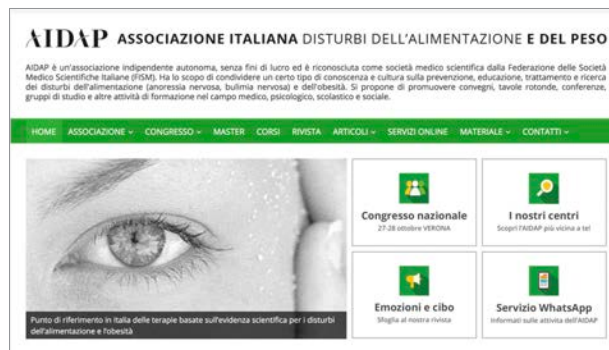 AIDAP ASSOCIAZIONE ITALIANA DISTURBI DELL'ALIMENTAZIONE E DEL PESO
AIDAP è un'associazione indipendente autonoma, senza fini di lucro ed è riconosciuta come società medico scientifica dalla Federazione delle Società
Medico Scientifiche Italiane (FISM). Ha lo scopo di condividere un certo tipo di conoscenza e cultura sulla prevenzione, educazione, trattamento e ricerca
dei disturbi dell'alimentazione (anoressia nervosa, bulimia nervosa) e dell'obesità. Si propone di promuovere convegni, tavole rotonde, conferenze,
gruppi di studio e altre attività di formazione nel campo medico, psicologico, scolastico e sociale.
HOME ASSOCIAZIONE CONGRESSO MASTER CORSI RIVISTA ARTICOLI SERVIZI ONLINE MATERIALE CONTATTI
Congresso nazionale
27-28 ottobre VERONA
I nostri centri
Scopri l'AIDAP più vicina a te!
Punto di riferimento in Italia delle terapie basate sull'evidenza scientifica per i disturbi
dell'alimentazione e l'obesità
Emozioni e cibo
Sfoglia al nostra rivista
Servizio WhatsApp
Informati sulle attività dell'AIDAP